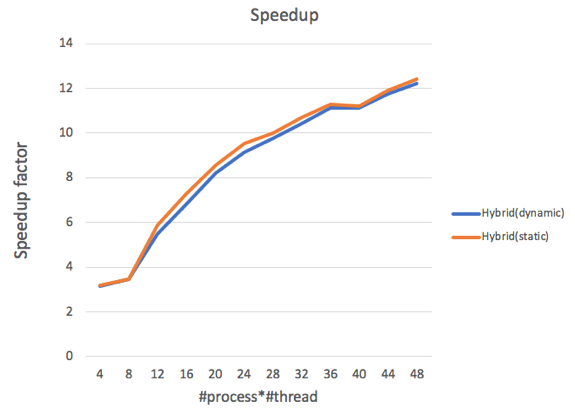 Speedup
14
12
10
8
6
4
2
0
Speedup factor
4 8 12 16 20 24 28 32 36 40 44 48
#process*#thread
Hybrid(dynamic)
Hybrid(static)